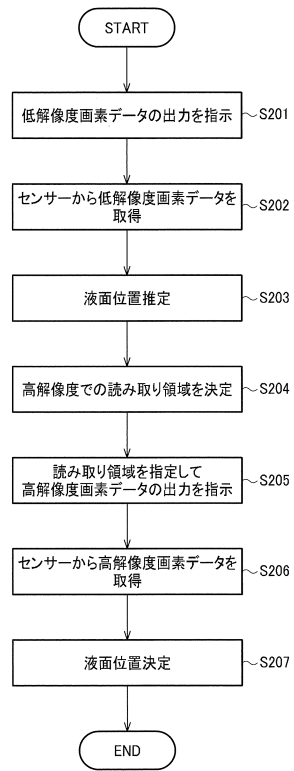 START
低解像度画素データの出力を指示
S201
センサーから低解像度画素データを
取得
S202
液面位置推定
S203
高解像度での読み取り領域を決定
S204
読み取り領域を指定して
高解像度画素データの出力を指示
S205
センサーから高解像度画素データを
取得
S206
液面位置決定
S207
END